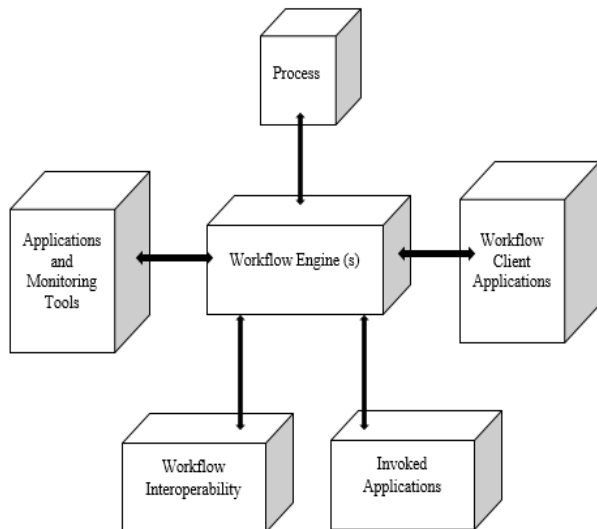 Process
Applications
and
Monitoring
Tools
Workflow Engine (s)
Workflow
Client
Applications
Workflow
Interoperability
Invoked
Applications